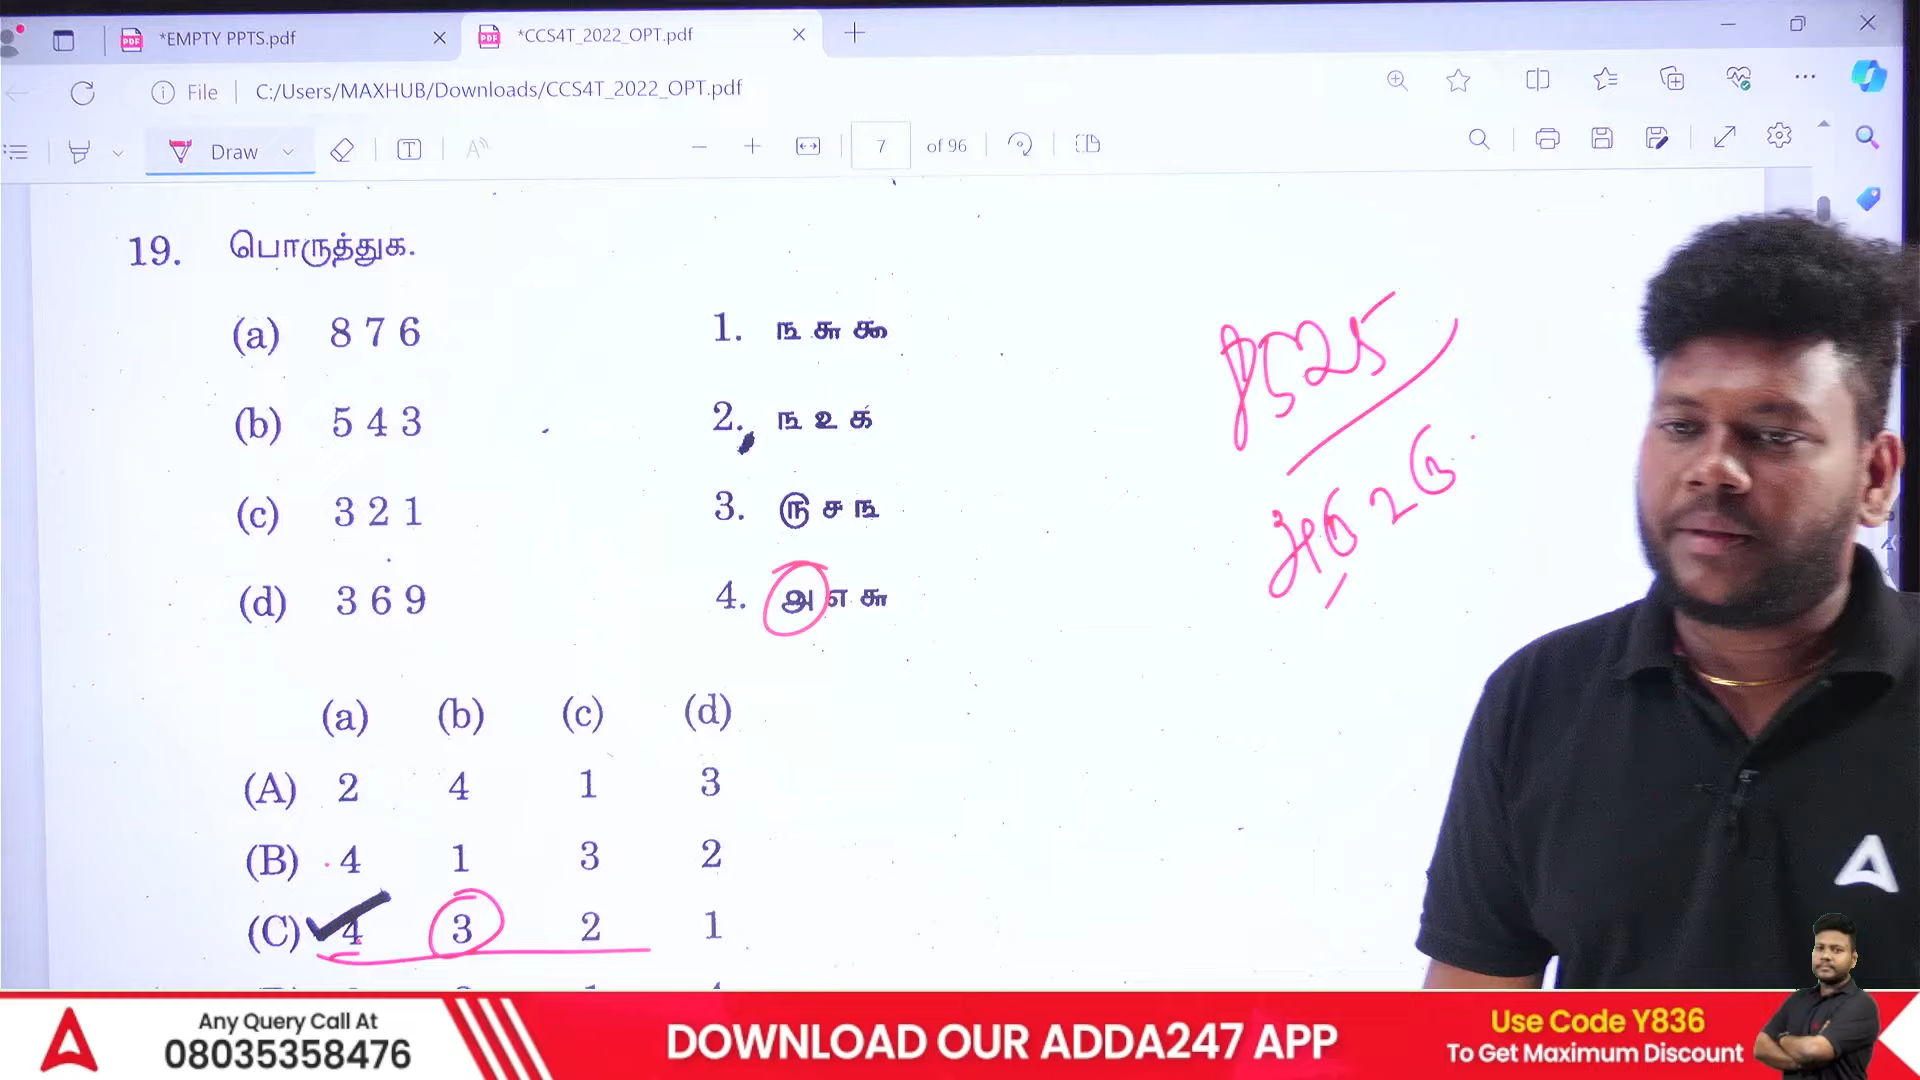 *EMPTY PPTS.pdf
*CCS4T_2022_OPT.pdf
File C:/Users/MAXHUB/Downloads/CCS4T_2022_OPT.pdf
Draw 7 of 96
19. பொருத்துக.
(a) 8 7 6 1. ௩ ௬ ௯
(b) 5 4 3 2. ௩ ௨ ௧
(c) 3 2 1 3. ௫ ௪ ௩
(d) 3 6 9 4. அ எ ௬
(a) (b) (c) (d)
(A) 2 4 1 3
(B) 4 1 3 2
(C) 4 3 2 1
Any Query Call At
08035358476
DOWNLOAD OUR ADDA247 APP
Use Code Y836
To Get Maximum Discount